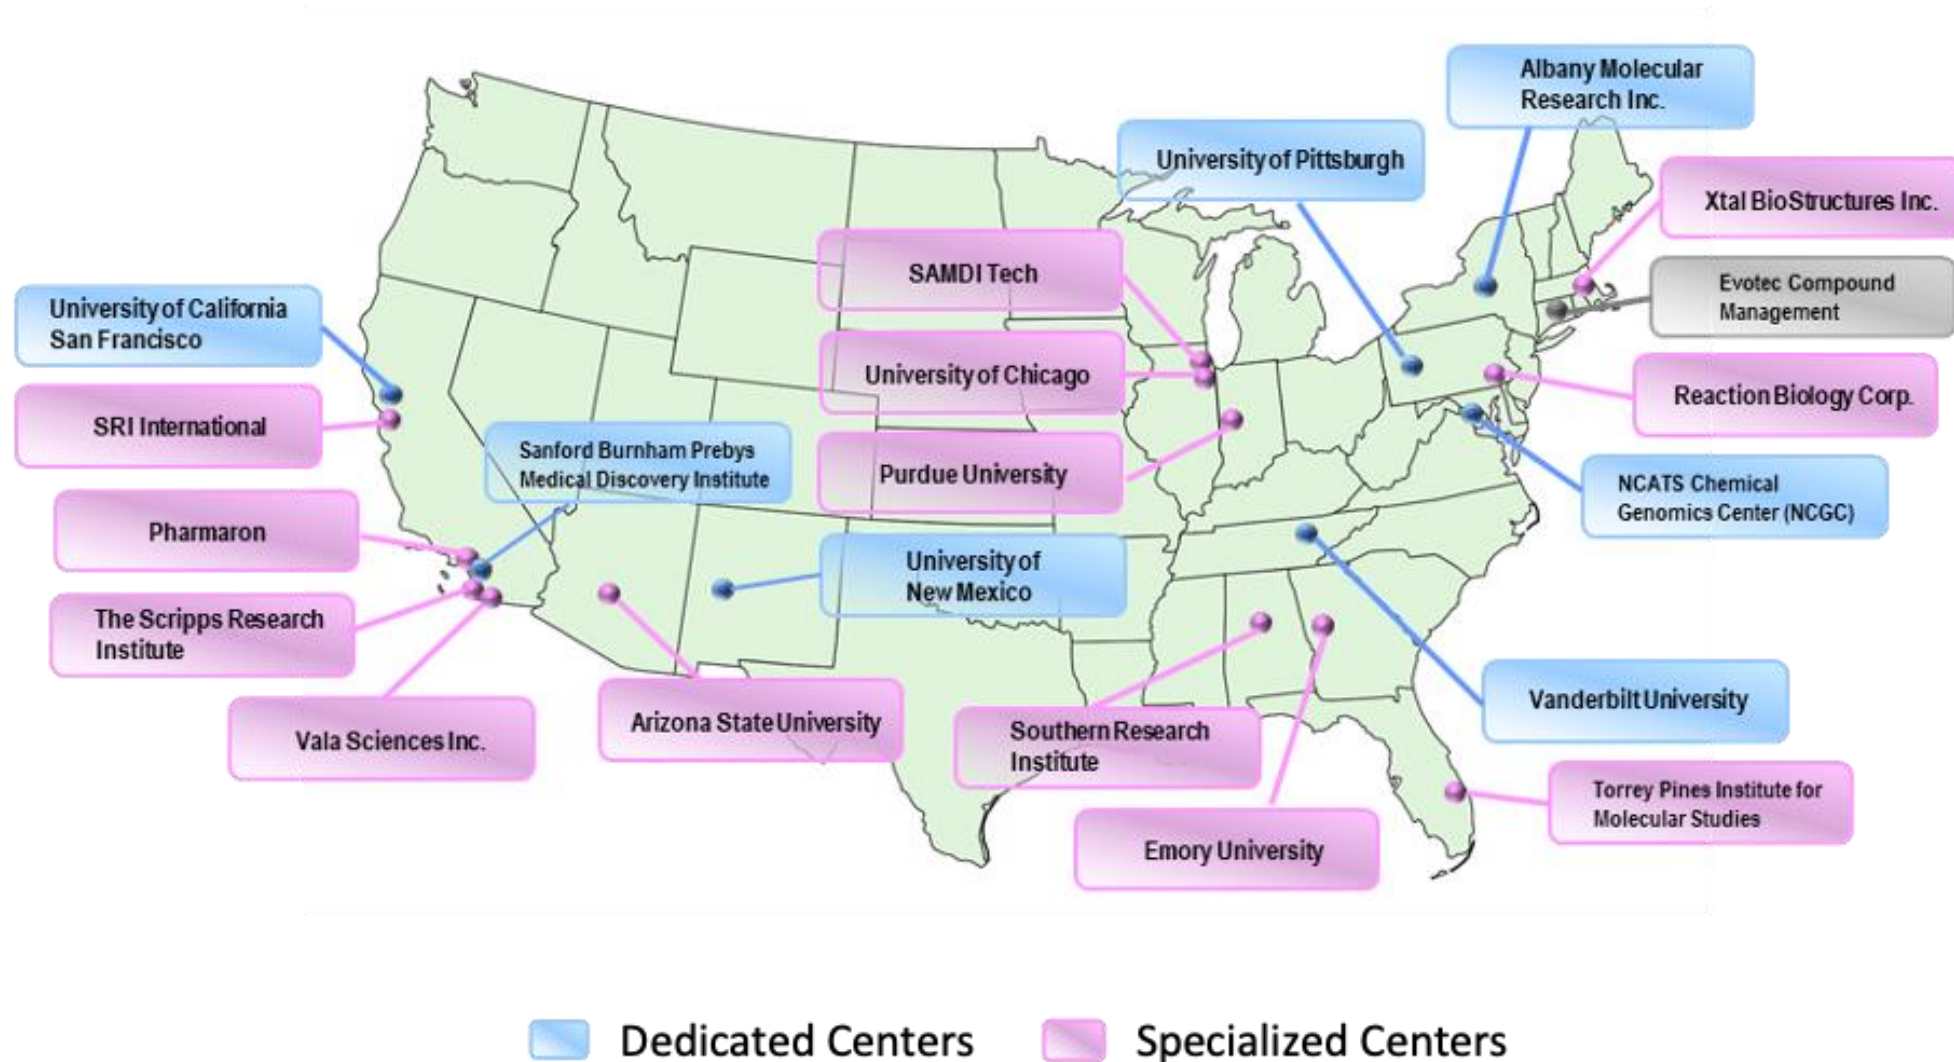 Albany Molecular
Research Inc.
University of Pittsburgh
Xtal BioStructures Inc.
SAMDI Tech
Evotec Compound
Management
University of California
San Francisco
University of Chicago
Reaction Biology Corp.
SRI International
Sanford Burnham Prebys
Medical Discovery Institute
Purdue University
NCATS Chemical
Genomics Center (NCGC)
Pharmaron
University of
New Mexico
The Scripps Research
Institute
Vanderbilt University
Arizona State University
Southern Research
Institute
Vala Sciences Inc.
Torrey Pines Institute for
Molecular Studies
Emory University
Dedicated Centers
Specialized Centers